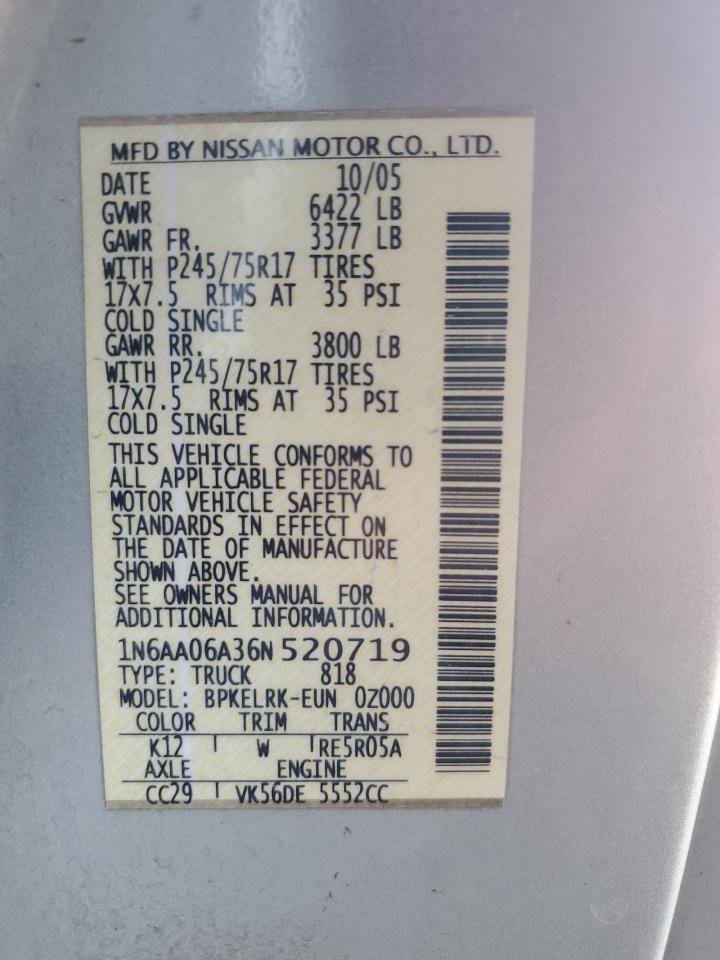 MFD BY NISSAN MOTOR CO., LTD.
DATE 10/05
GVWR 6422 LB
GAWR FR. 3377 LB
WITH P245/75R17 TIRES
17X7.5 RIMS AT 35 PSI
COLD SINGLE
GAWR RR. 3800 LB
WITH P245/75R17 TIRES
17X7.5 RIMS AT 35 PSI
COLD SINGLE
THIS VEHICLE CONFORMS TO
ALL APPLICABLE FEDERAL
MOTOR VEHICLE SAFETY
STANDARDS IN EFFECT ON
THE DATE OF MANUFACTURE
SHOWN ABOVE.
SEE OWNERS MANUAL FOR
ADDITIONAL INFORMATION.
1N6AA06A36N520719
TYPE: TRUCK 818
MODEL: BPKELRK-EUN 0Z000
COLOR TRIM TRANS
K12 W RE5R05A
AXLE ENGINE
CC29 VK56DE 5552CC